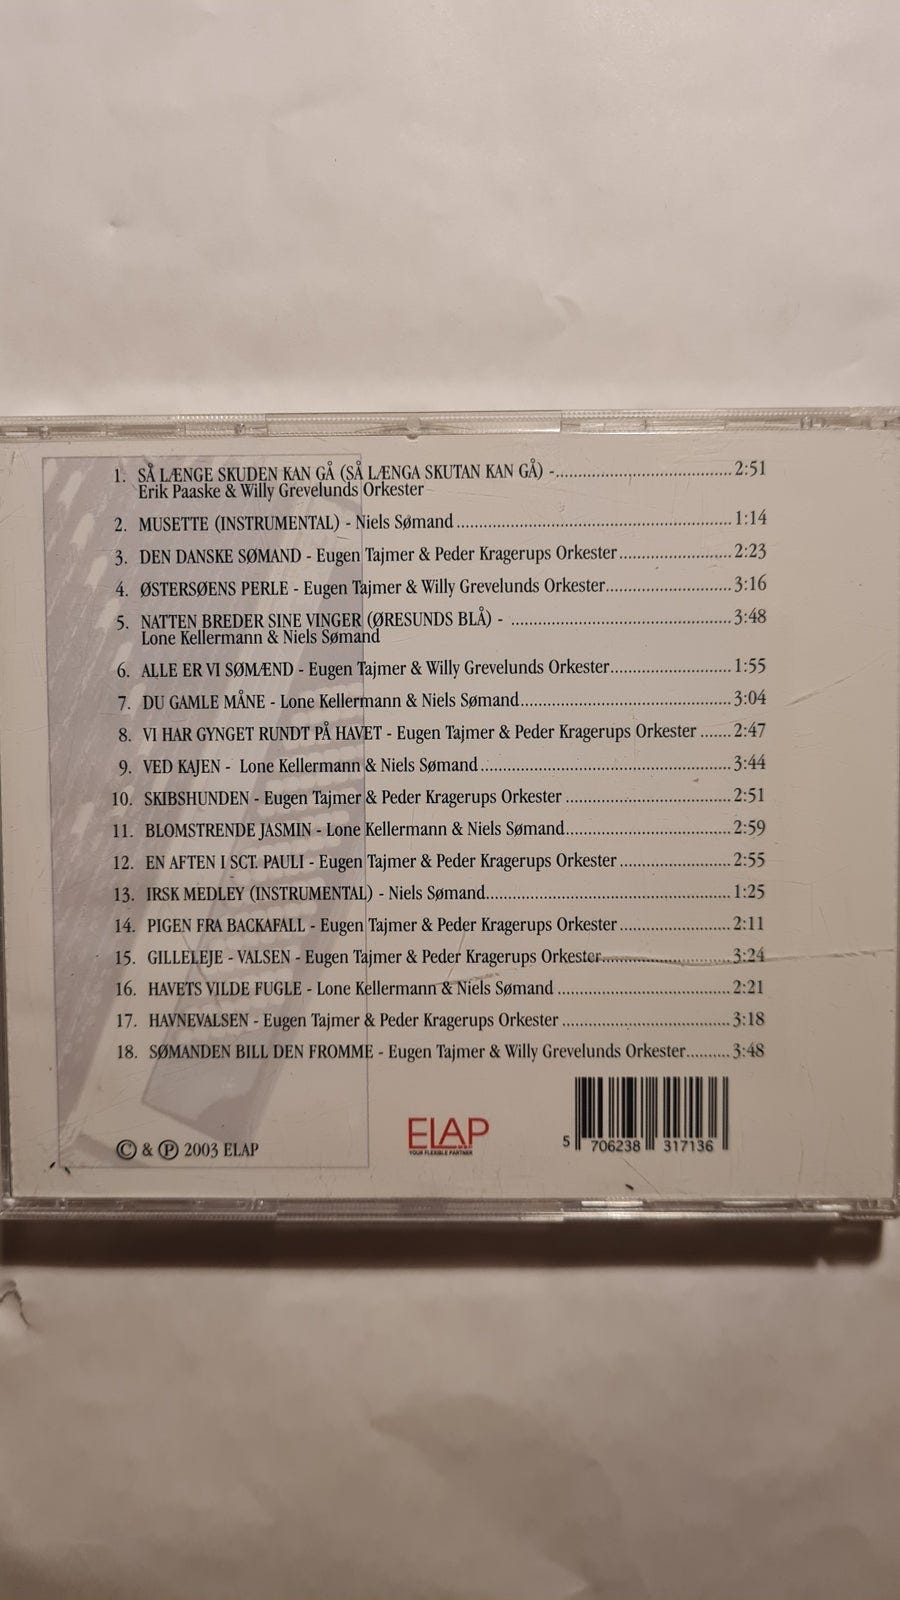 1. SÅ LÆNGE SKUDEN KAN GÅ (SÅ LÆNGA SKUTAN KAN GÅ) -..............................2:51
Erik Paaske & Willy Grevelunds Orkester
2. MUSETTE (INSTRUMENTAL) - Niels Sømand..............................1:14
3. DEN DANSKE SØMAND - Eugen Tajmer & Peder Kragerups Orkester..............................2:23
4. ØSTERSØENS PERLE - Eugen Tajmer & Willy Grevelunds Orkester..............................3:16
5. NATTEN BREDER SINE VINGER (ØRESUNDS BLÅ) - ..............................3:48
Lone Kellermann & Niels Sømand
6. ALLE ER VI SØMÆND - Eugen Tajmer & Willy Grevelunds Orkester..............................1:55
7. DU GAMLE MÅNE - Lone Kellermann & Niels Sømand..............................3:04
8. VI HAR GYNGET RUNDT PÅ HAVET - Eugen Tajmer & Peder Kragerups Orkester .......2:47
9. VED KAJEN - Lone Kellermann & Niels Sømand..............................3:44
10. SKIBSHUNDEN - Eugen Tajmer & Peder Kragerups Orkester ..............................2:51
11. BLOMSTRENDE JASMIN - Lone Kellermann & Niels Sømand..............................2:59
12. EN AFTEN I SCT. PAULI - Eugen Tajmer & Peder Kragerups Orkester ..............................2:55
13. IRSK MEDLEY (INSTRUMENTAL) - Niels Sømand..............................1:25
14. PIGEN FRA BACKAFALL - Eugen Tajmer & Peder Kragerups Orkester ..............................2:11
15. GILLELEJE - VALSEN - Eugen Tajmer & Peder Kragerups Orkester..............................3:24
16. HAVETS VILDE FUGLE - Lone Kellermann & Niels Sømand ..............................2:21
17. HAVNEVALSEN - Eugen Tajmer & Peder Kragerups Orkester ..............................3:18
18. SØMANDEN BILL DEN FROMME - Eugen Tajmer & Willy Grevelunds Orkester..........3:48
© & ℗ 2003 ELAP
ELAP
YOUR FLEXIBLE PARTNER
5 706238 317136